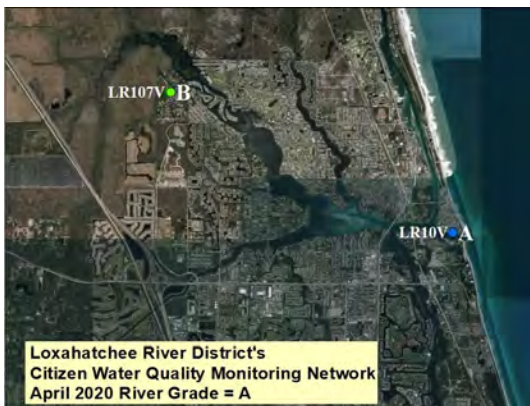 LR107V B
LR10V A
Loxahatchee River District's
Citizen Water Quality Monitoring Network
April 2020 River Grade = A